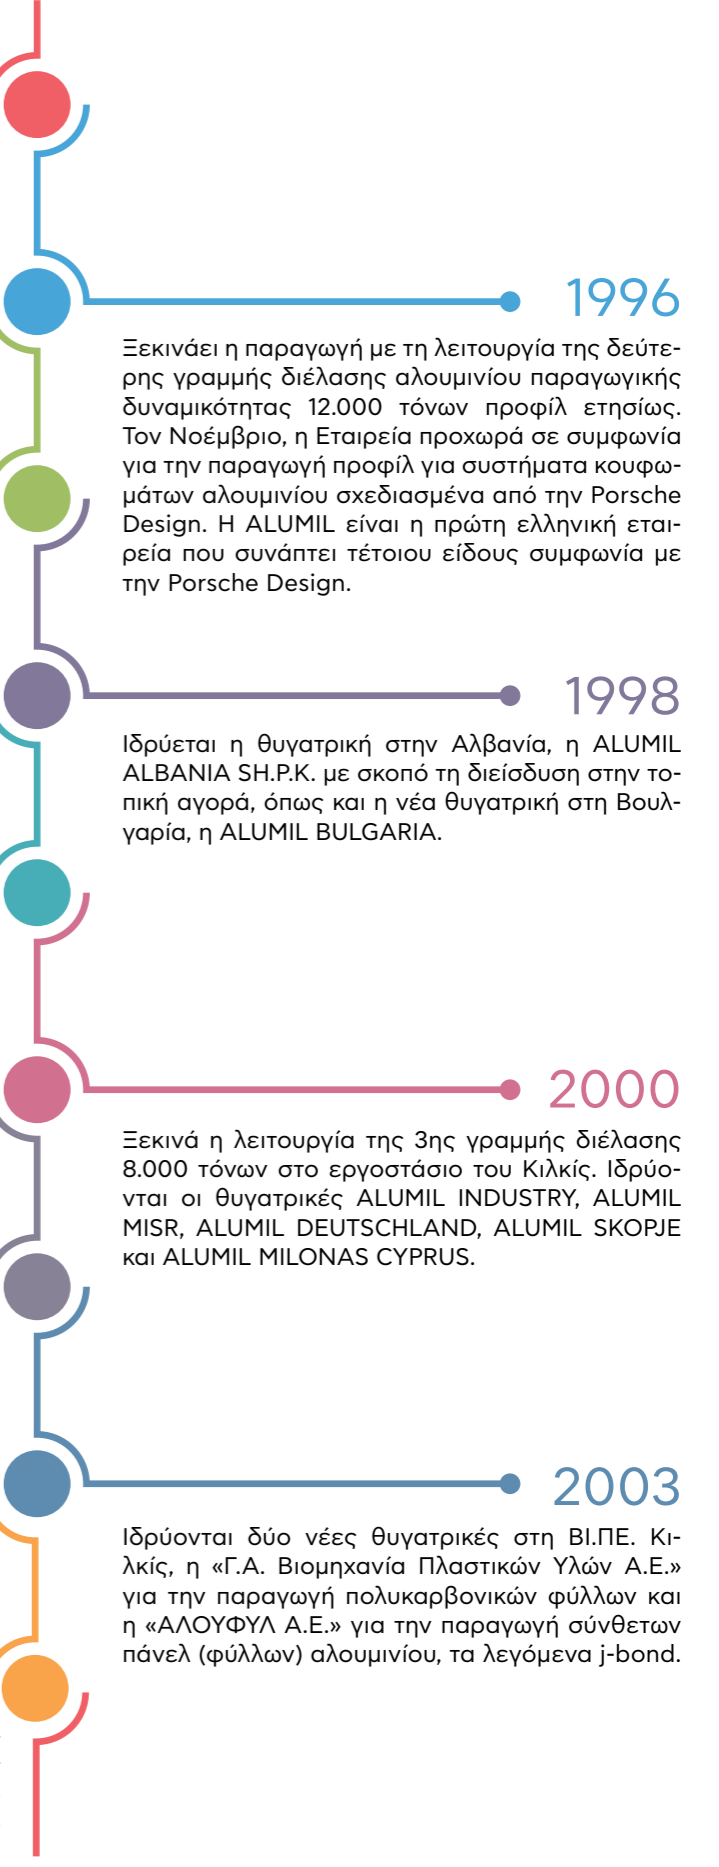 1996
Ξεκινάει η παραγωγή με τη λειτουργία της δεύτε-
ρης γραμμής διέλασης αλουμινίου παραγωγικής
δυναμικότητας 12.000 τόνων προφίλ ετησίως.
Τον Νοέμβριο, η Εταιρεία προχωρά σε συμφωνία
για την παραγωγή προφίλ για συστήματα κουφω-
μάτων αλουμινίου σχεδιασμένα από την Porsche
Design. Η ALUMIL είναι η πρώτη ελληνική εται-
ρεία που συνάπτει τέτοιου είδους συμφωνία με
την Porsche Design.
1998
Ιδρύεται η θυγατρική στην Αλβανία, η ALUMIL
ALBANIA SH.P.K. με σκοπό τη διείσδυση στην το-
πική αγορά, όπως και η νέα θυγατρική στη Βουλ-
γαρία, η ALUMIL BULGARIA.
2000
Ξεκινά η λειτουργία της 3ης γραμμής διέλασης
8.000 τόνων στο εργοστάσιο του Κιλκίς. Ιδρύο-
νται οι θυγατρικές ALUMIL INDUSTRY, ALUMIL
MISR, ALUMIL DEUTSCHLAND, ALUMIL SKOPJE
και ALUMIL MILONAS CYPRUS.
2003
Ιδρύονται δύο νέες θυγατρικές στη ΒΙ.ΠΕ. Κι-
λκίς, η «Γ.Α. Βιομηχανία Πλαστικών Υλών Α.Ε.»
για την παραγωγή πολυκαρβονικών φύλλων και
η «ΑΛΟΥΦΥΛ Α.Ε.» για την παραγωγή σύνθετων
πάνελ (φύλλων) αλουμινίου, τα λεγόμενα j-bond.